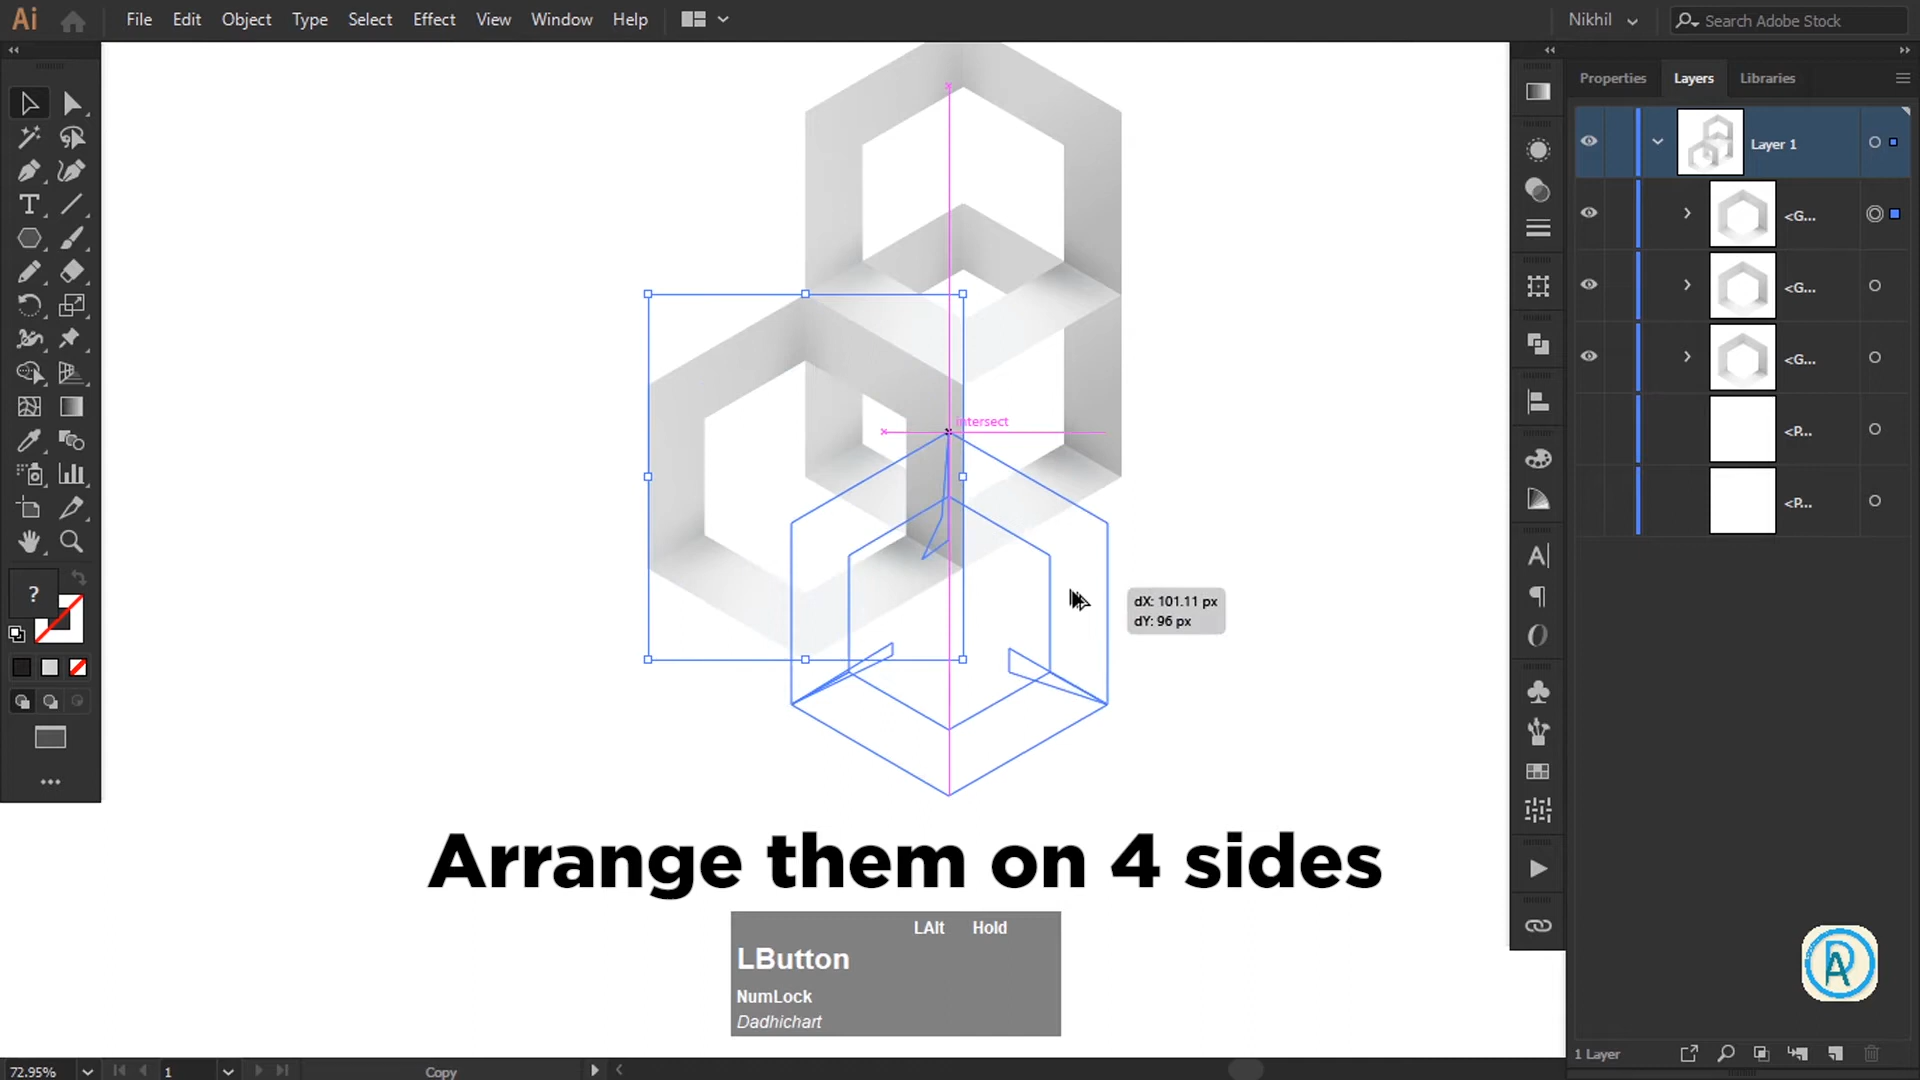 Ai File Edit Object Type Select Effect View Window Help Nikhil Search Adobe Stock
Properties Layers Libraries
Layer 1
<G...
<G...
<G...
<P...
<P...
intersect
dX: 101.11 px
dY: 96 px
?
Arrange them on 4 sides
LAlt Hold
LButton
NumLock
Dadhichart
1 Layer
72.95% 1 Copy